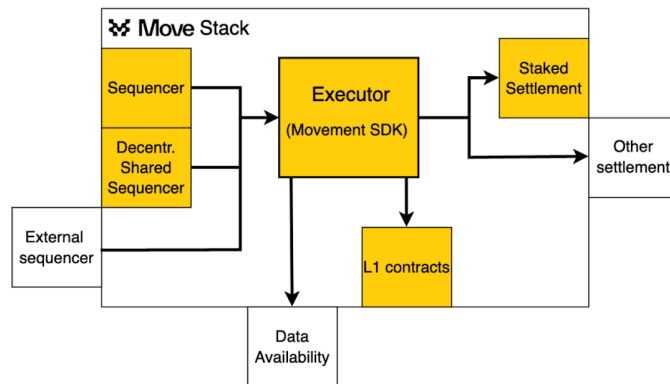 Move Stack
Sequencer
Decentr.
Shared
Sequencer
External
sequencer
Executor
(Movement SDK)
Staked
Settlement
Other
settlement
L1 contracts
Data
Availability